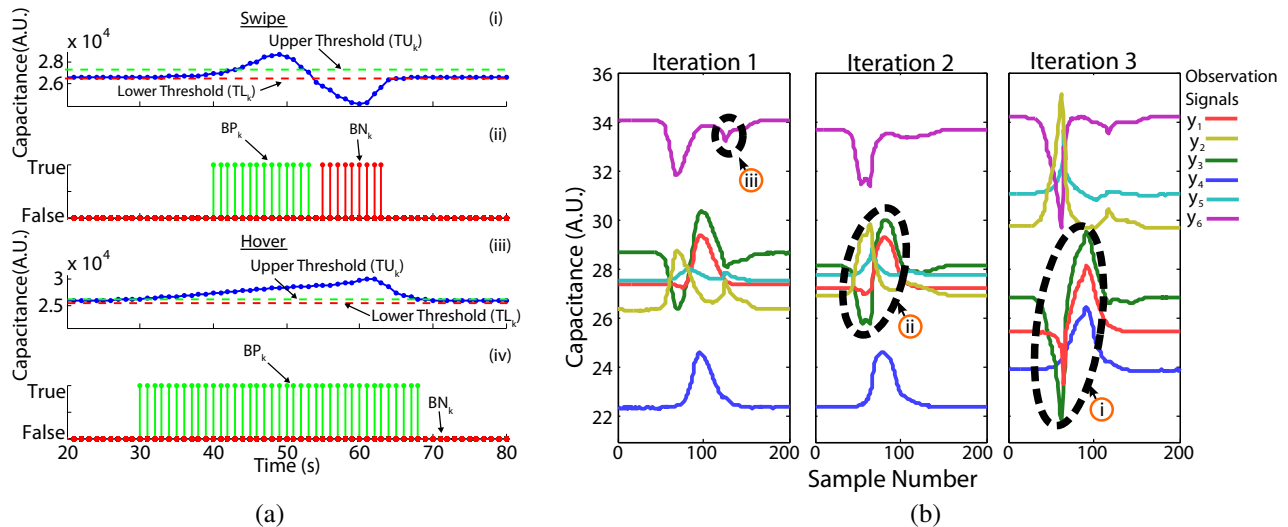 Swipe
(i)
x 10⁴
Upper Threshold (TUₖ)
2.8
2.6
Lower Threshold (TLₖ)
Capacitance(A.U.)
(ii)
BPₖ
BNₖ
True
False
Hover
(iii)
x 10⁴
Upper Threshold (TUₖ)
3
2.5
Lower Threshold (TLₖ)
Capacitance(A.U.)
(iv)
BPₖ
BNₖ
True
False
20 30 40 50 60 70 80
Time (s)
(a)
Iteration 1
Iteration 2
Iteration 3
36
34
32
30
28
26
24
22
Capacitance (A.U.)
iii
ii
i
0 100 200
0 100 200
0 100 200
Sample Number
Observation
Signals
y₁
y₂
y₃
y₄
y₅
y₆
(b)